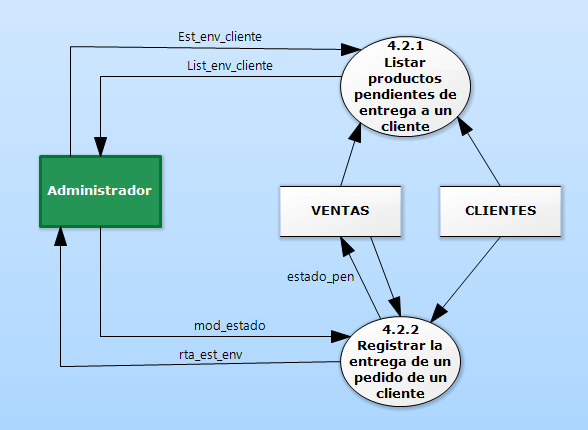 Est_env_cliente
4.2.1
Listar
productos
pendientes de
entrega a un
cliente
List_env_cliente
Administrador
VENTAS
CLIENTES
estado_pen
mod_estado
4.2.2
Registrar la
entrega de un
pedido de un
cliente
rta_est_env